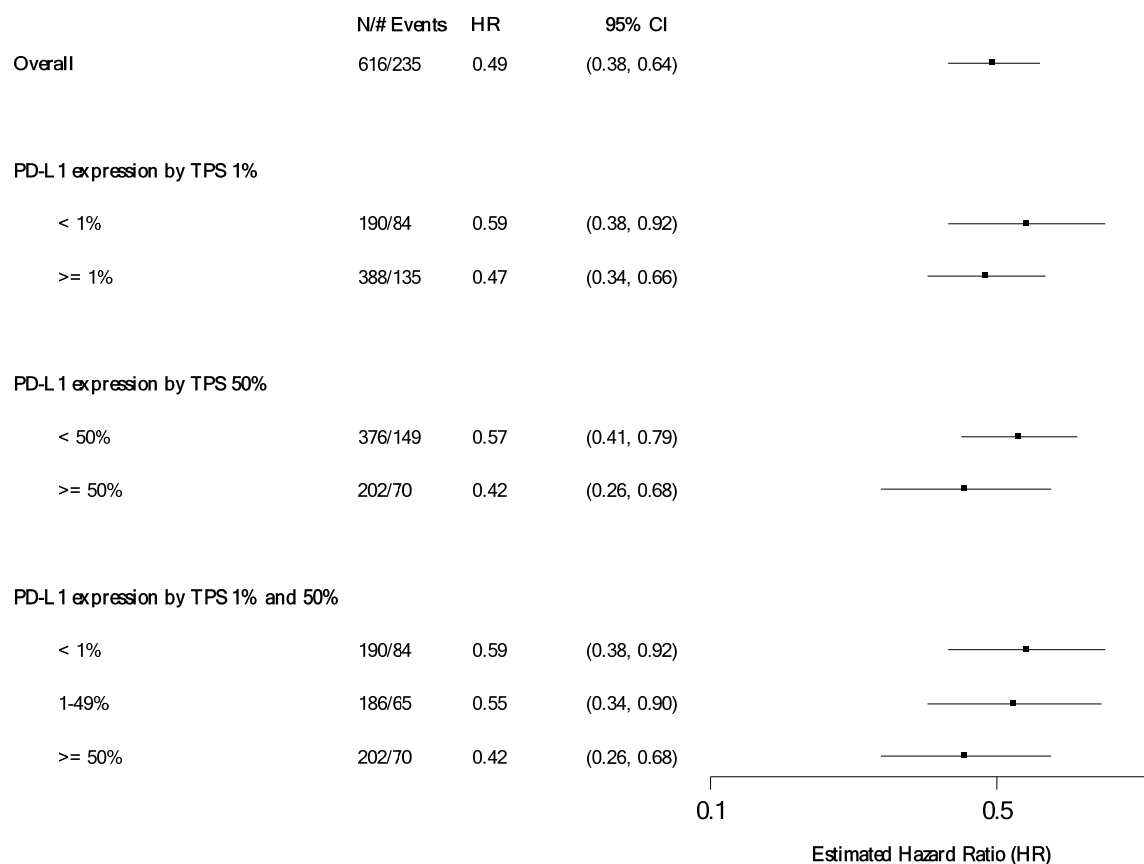 N/# Events HR 95% CI
Overall 616/235 0.49 (0.38, 0.64)
PD-L1 expression by TPS 1%
< 1% 190/84 0.59 (0.38, 0.92)
>= 1% 388/135 0.47 (0.34, 0.66)
PD-L1 expression by TPS 50%
< 50% 376/149 0.57 (0.41, 0.79)
>= 50% 202/70 0.42 (0.26, 0.68)
PD-L1 expression by TPS 1% and 50%
< 1% 190/84 0.59 (0.38, 0.92)
1-49% 186/65 0.55 (0.34, 0.90)
>= 50% 202/70 0.42 (0.26, 0.68)
0.1 0.5
Estimated Hazard Ratio (HR)